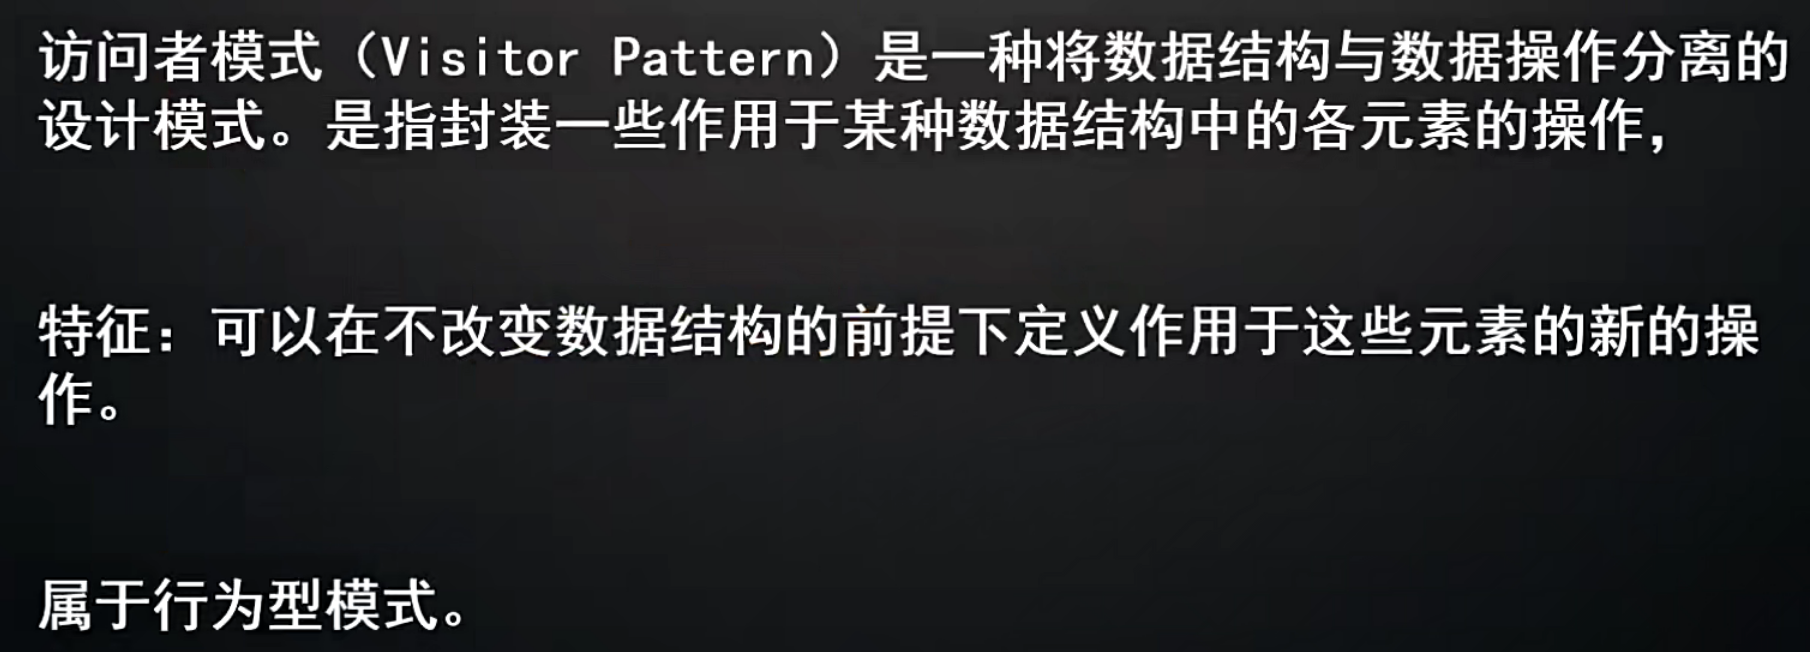 访问者模式（Visitor Pattern）是一种将数据结构与数据操作分离的
设计模式。是指封装一些作用于某种数据结构中的各元素的操作，
特征：可以在不改变数据结构的前提下定义作用于这些元素的新的操
作。
属于行为型模式。